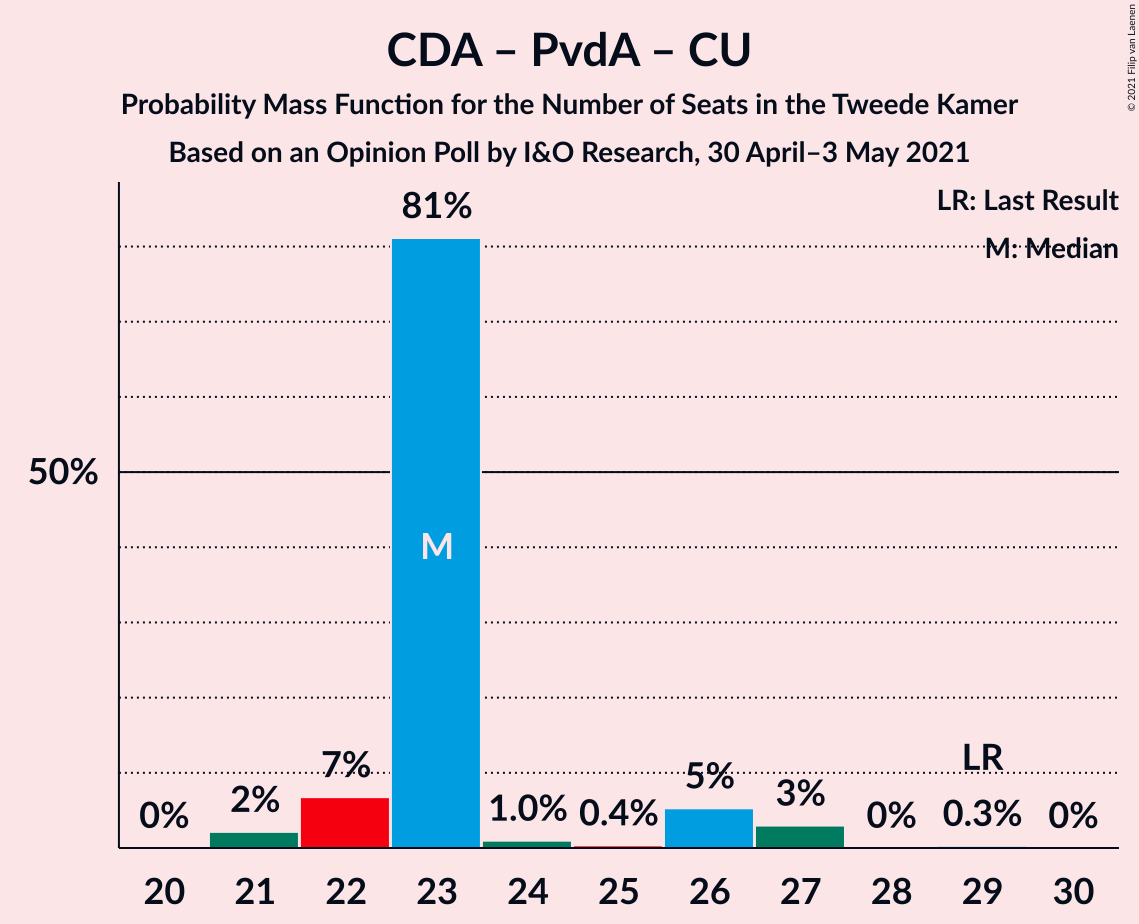 CDA – PvdA – CU
Probability Mass Function for the Number of Seats in the Tweede Kamer
Based on an Opinion Poll by I&O Research, 30 April–3 May 2021
© 2021 Filip van Laenen
LR: Last Result
M: Median
81%
50%
M
LR
0%
2%
7%
1.0%
0.4%
5%
3%
0%
0.3%
0%
20 21 22 23 24 25 26 27 28 29 30